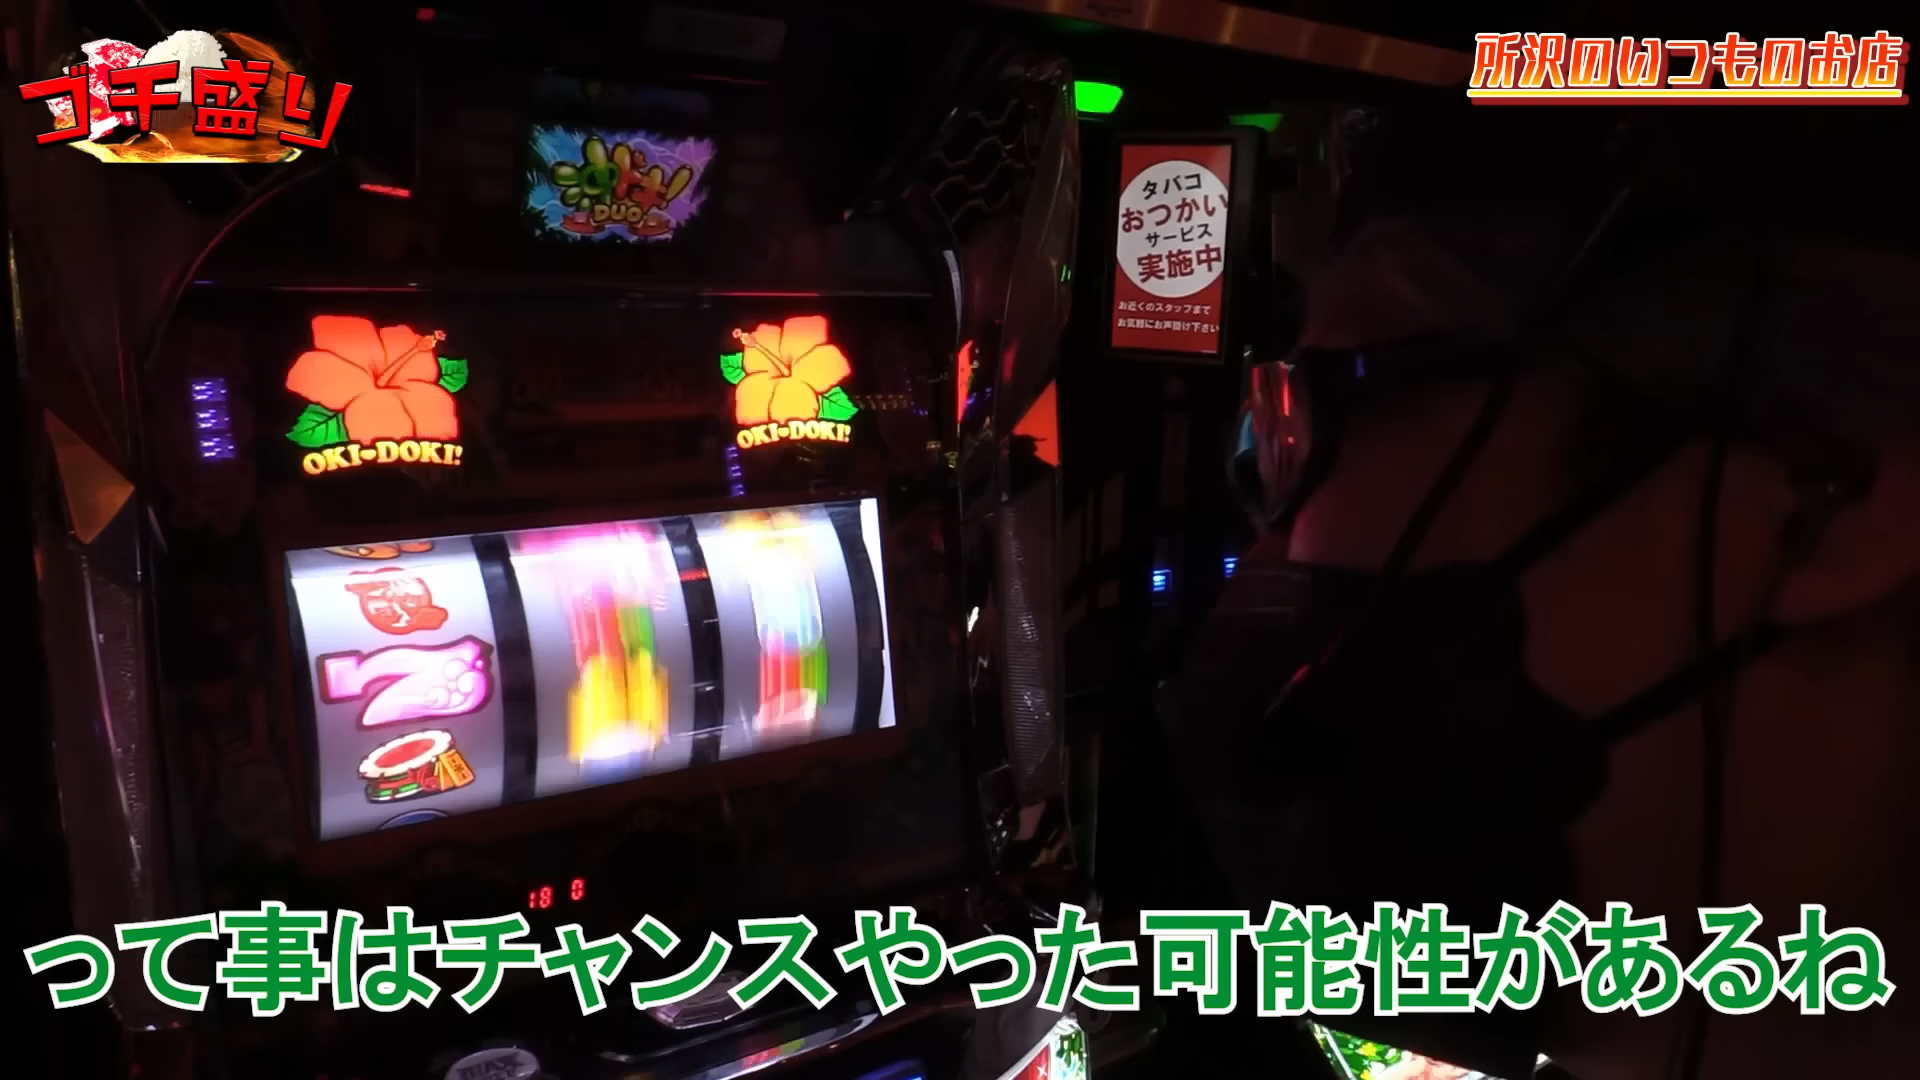 ゴチ盛り
所沢のいつものお店
沖ドキ!
DUO
タバコ
おつかい
サービス
実施中
お近くのスタッフまで
お気軽にお声掛け下さい
OKI♥DOKI!
OKI♥DOKI!
18 0
って事はチャンスやった可能性があるね
MAX